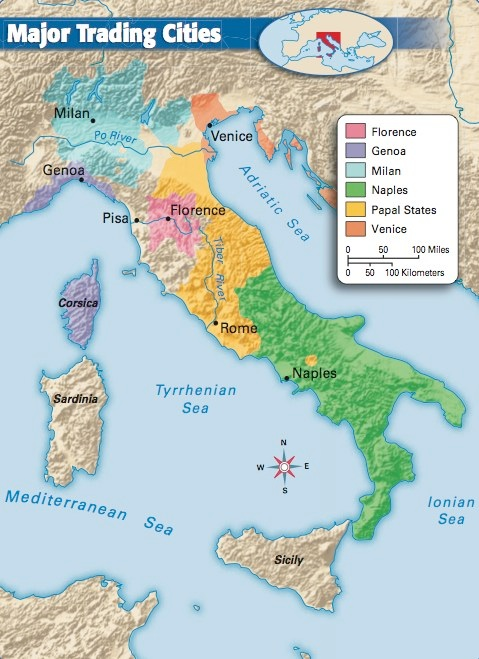 Major Trading Cities
Milan
Po River
Venice
Genoa
Adriatic Sea
Pisa
Florence
Tiber River
Corsica
Rome
Naples
Tyrrhenian
Sea
Sardinia
Mediterranean Sea
Ionian
Sea
Sicily
N
W E
S
Florence
Genoa
Milan
Naples
Papal States
Venice
0 50 100 Miles
0 50 100 Kilometers